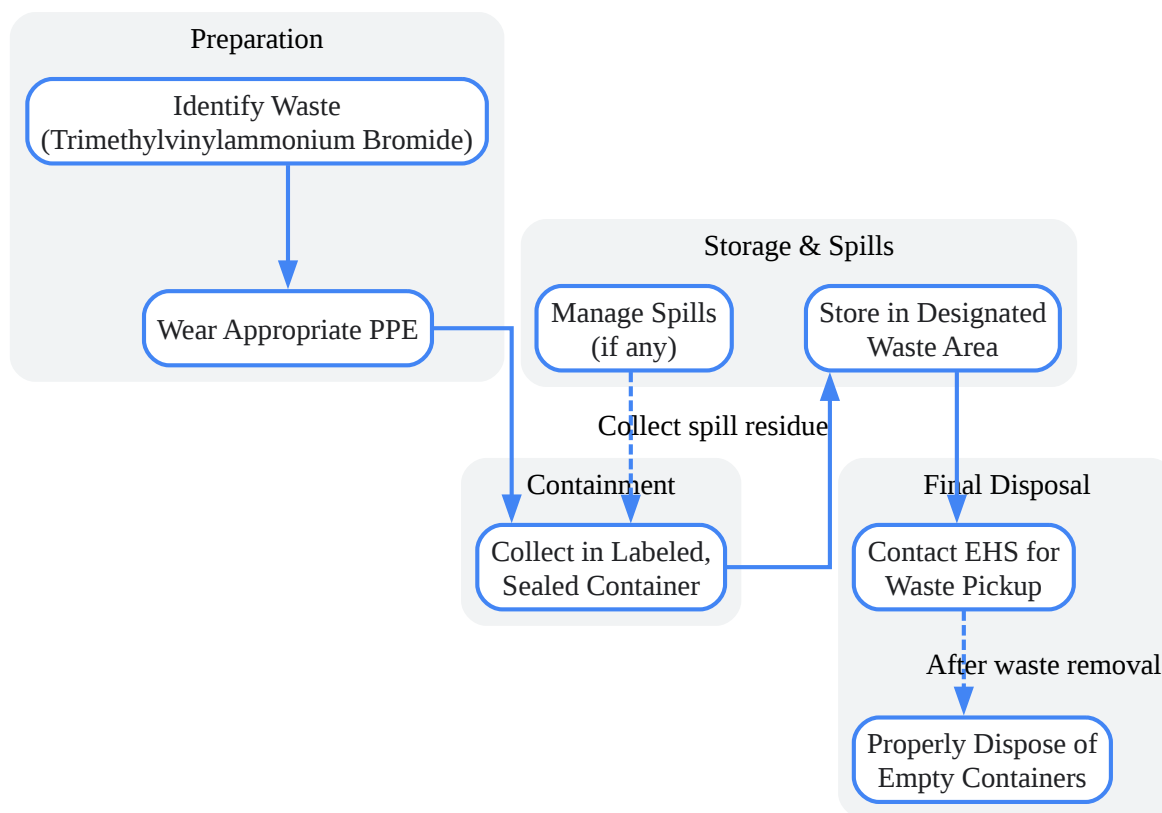 Preparation
Identify Waste
(Trimethylvinylammonium Bromide)
Wear Appropriate PPE
Storage & Spills
Manage Spills
(if any)
Store in Designated
Waste Area
Collect spill residue
Containment
Collect in Labeled,
Sealed Container
Final Disposal
Contact EHS for
Waste Pickup
After waste removal
Properly Dispose of
Empty Containers